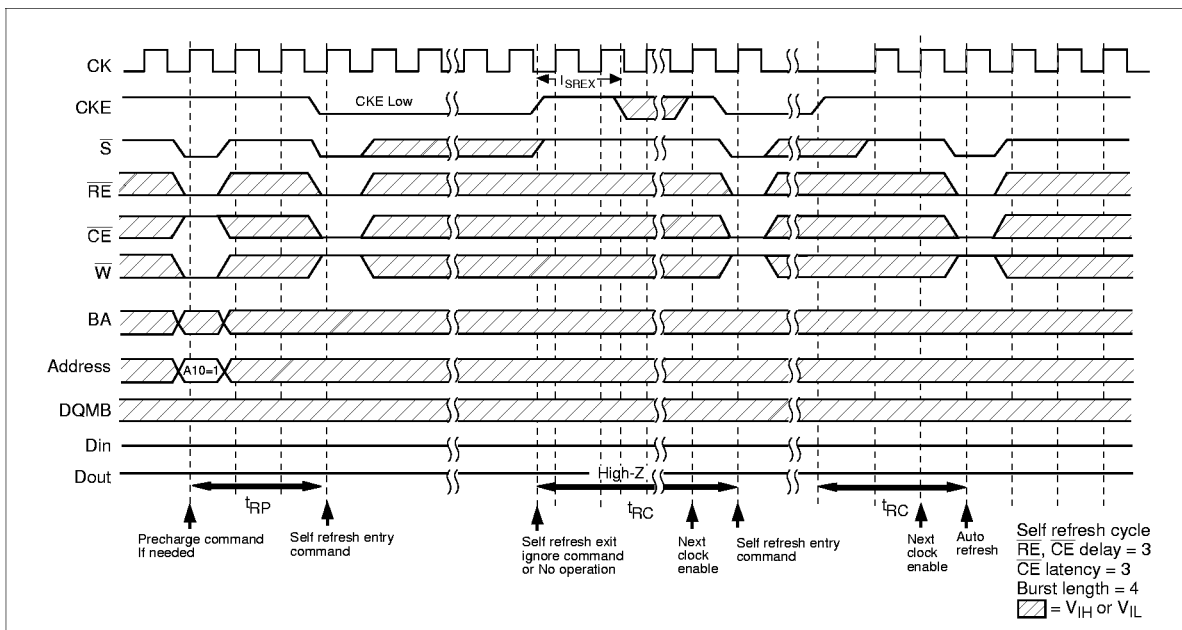 CK
l SREX
CKE
CKE Low
S
RE
CE
W
BA
Address
A10=1
DQMB
Din
Dout
High-Z
tRP
tRC
tRC
Precharge command
If needed
Self refresh entry
command
Self refresh exit
ignore command
or No operation
Next
clock
enable
Self refresh entry
command
Next
clock
enable
Auto
refresh
Self refresh cycle
RE, CE delay = 3
CE latency = 3
Burst length = 4
= VIH or VIL